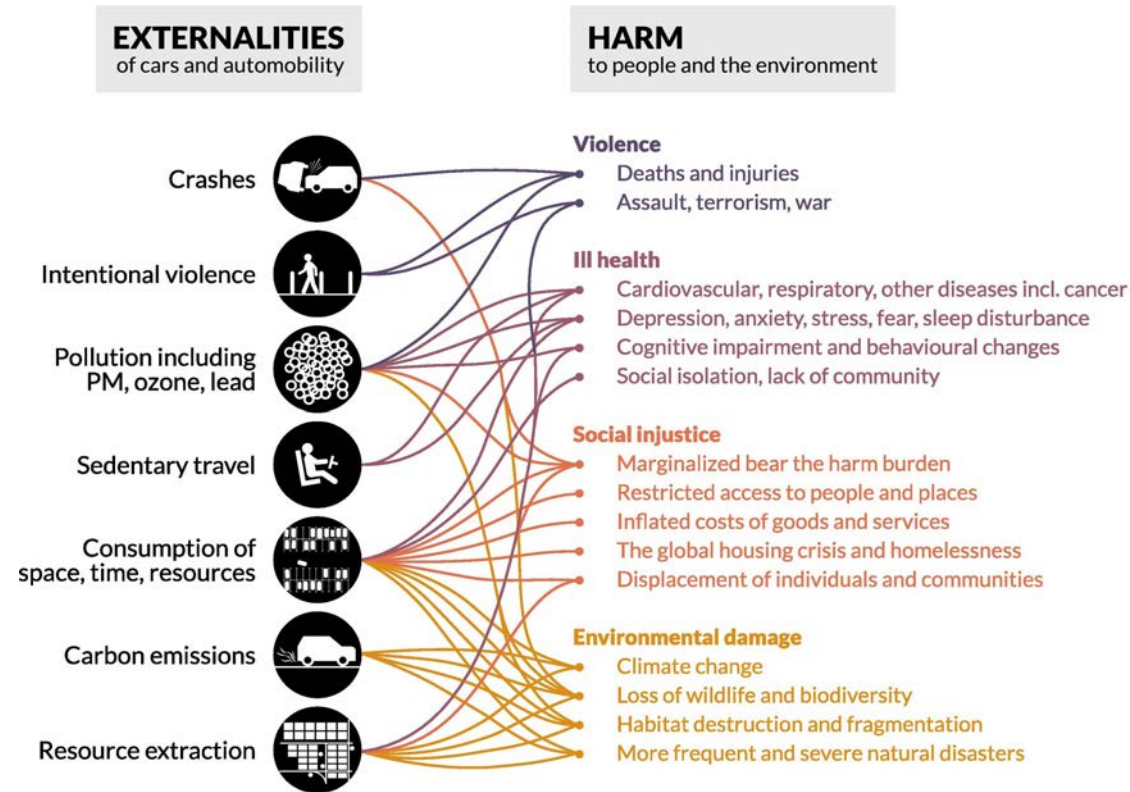 EXTERNALITIES
of cars and automobility
HARM
to people and the environment
Crashes
Intentional violence
Pollution including
PM, ozone, lead
Sedentary travel
Consumption of
space, time, resources
Carbon emissions
Resource extraction
Violence
Deaths and injuries
Assault, terrorism, war
Ill health
Cardiovascular, respiratory, other diseases incl. cancer
Depression, anxiety, stress, fear, sleep disturbance
Cognitive impairment and behavioural changes
Social isolation, lack of community
Social injustice
Marginalized bear the harm burden
Restricted access to people and places
Inflated costs of goods and services
The global housing crisis and homelessness
Displacement of individuals and communities
Environmental damage
Climate change
Loss of wildlife and biodiversity
Habitat destruction and fragmentation
More frequent and severe natural disasters